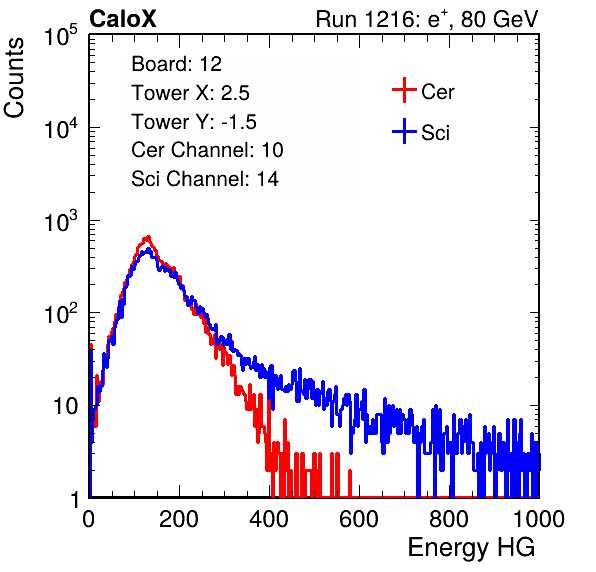 CaloX Run 1216: e⁺, 80 GeV
Counts
10⁵
10⁴
10³
10²
10
1
Board: 12
Tower X: 2.5
Tower Y: -1.5
Cer Channel: 10
Sci Channel: 14
Cer
Sci
0 200 400 600 800 1000
Energy HG